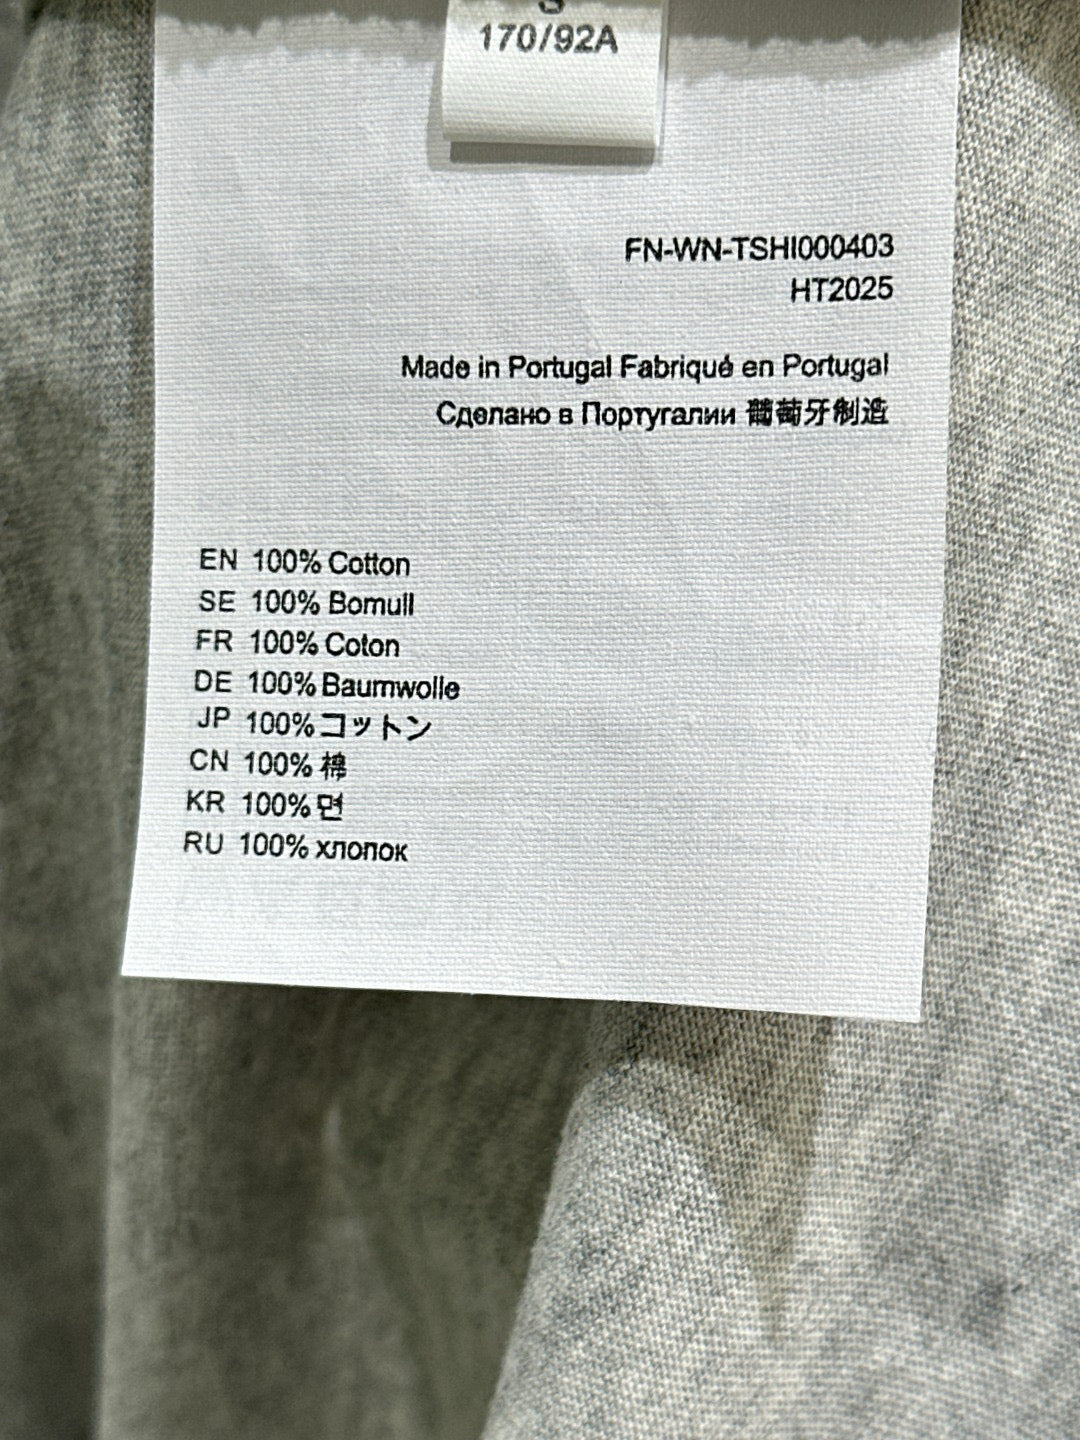 S
170/92A
FN-WN-TSHI000403
HT2025
Made in Portugal Fabriqué en Portugal
Сделано в Португалии 葡萄牙制造
EN 100% Cotton
SE 100% Bomull
FR 100% Coton
DE 100% Baumwolle
JP 100% コットン
CN 100% 棉
KR 100% 면
RU 100% хлопок